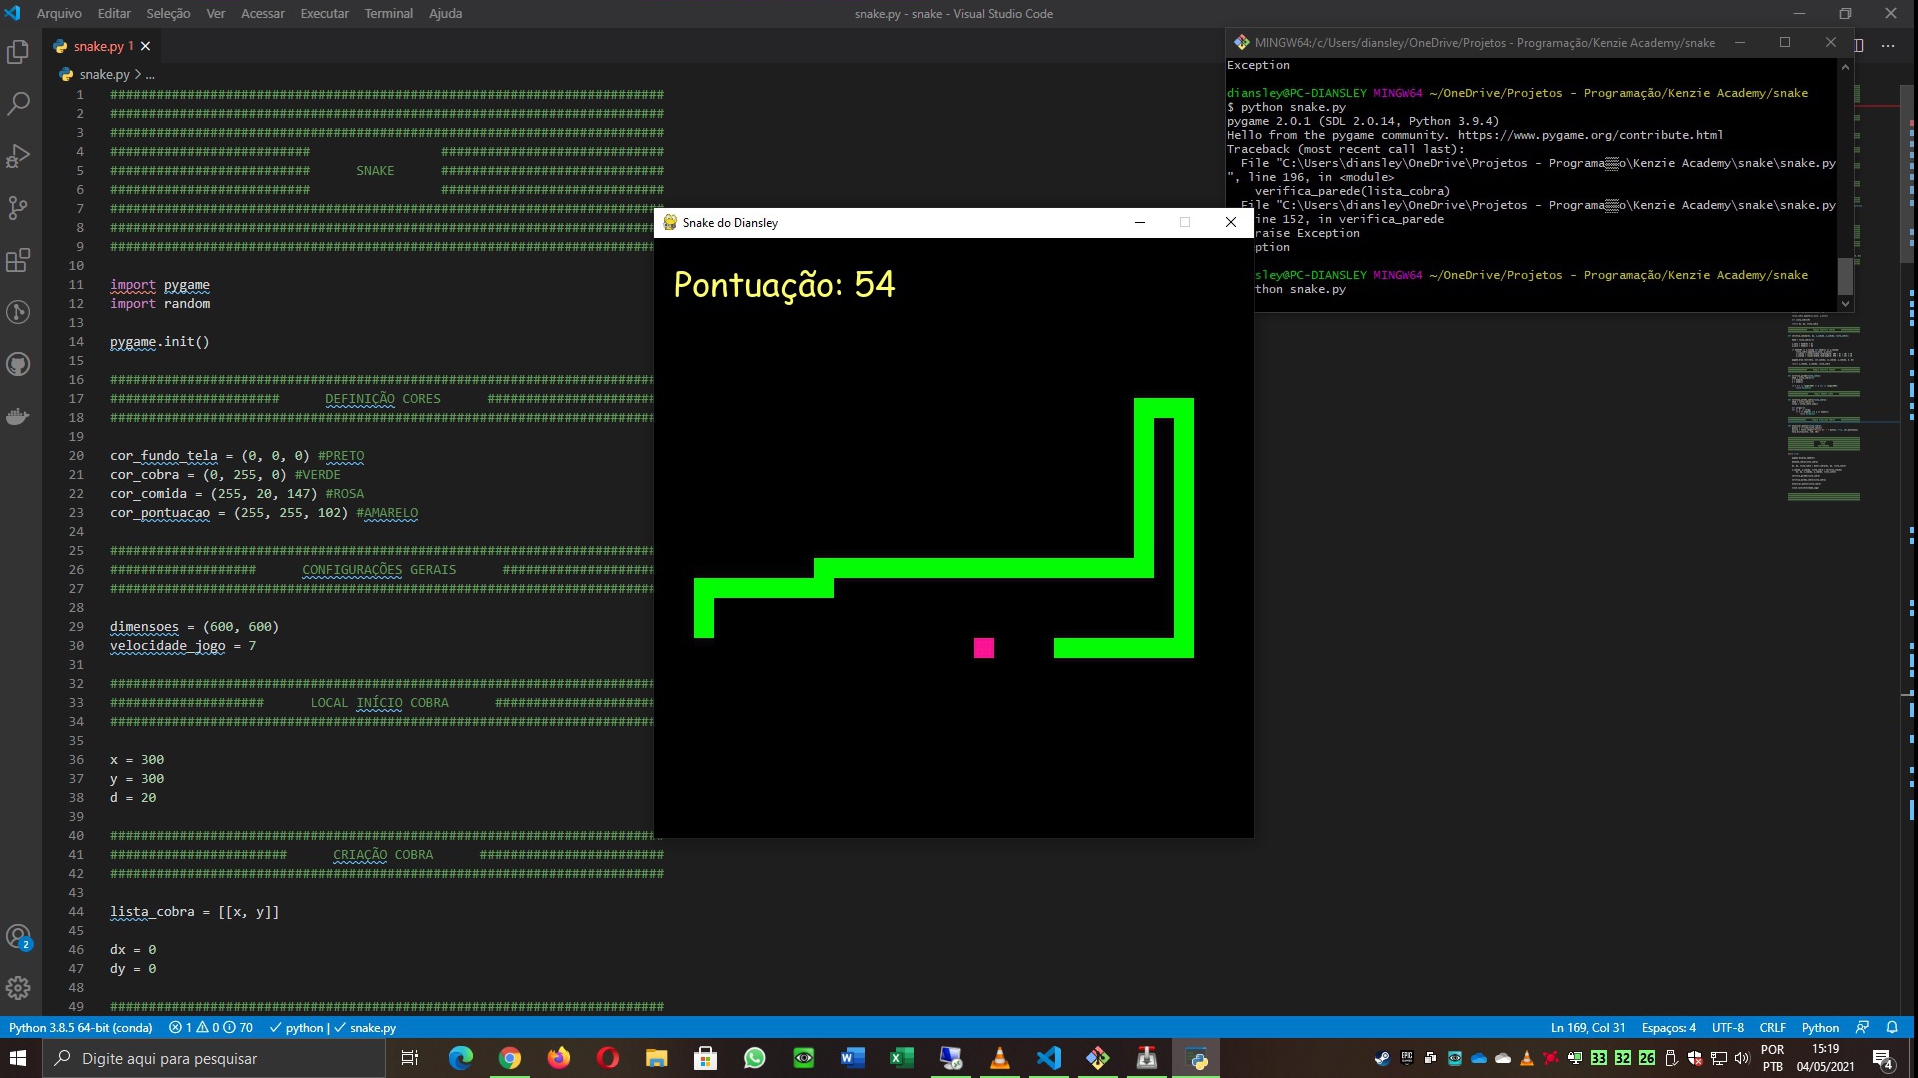 Arquivo Editar Seleção Ver Acessar Executar Terminal Ajuda
snake.py - snake - Visual Studio Code
snake.py 1
snake.py > ...
1 ########################################################################
2 ########################################################################
3 ########################################################################
4 ########################## #############################
5 ########################## SNAKE #############################
6 ########################## #############################
7 ########################################################################
8 ########################################################################
9 ########################################################################
10
11 import pygame
12 import random
13
14 pygame.init()
15
16 #######################################################################
17 ###################### DEFINIÇÃO CORES ######################
18 #######################################################################
19
20 cor_fundo_tela = (0, 0, 0) #PRETO
21 cor_cobra = (0, 255, 0) #VERDE
22 cor_comida = (255, 20, 147) #ROSA
23 cor_pontuacao = (255, 255, 102) #AMARELO
24
25 #######################################################################
26 ################### CONFIGURAÇÕES GERAIS ####################
27 #######################################################################
28
29 dimensoes = (600, 600)
30 velocidade_jogo = 7
31
32 #######################################################################
33 #################### LOCAL INÍCIO COBRA #####################
34 #######################################################################
35
36 x = 300
37 y = 300
38 d = 20
39
40 ########################################################################
41 ####################### CRIAÇÃO COBRA ########################
42 ########################################################################
43
44 lista_cobra = [[x, y]]
45
46 dx = 0
47 dy = 0
48
49 ########################################################################
MINGW64:/c/Users/diansley/OneDrive/Projetos - Programação/Kenzie Academy/snake
Exception
diansley@PC-DIANSLEY MINGW64 ~/OneDrive/Projetos - Programação/Kenzie Academy/snake
$ python snake.py
pygame 2.0.1 (SDL 2.0.14, Python 3.9.4)
Hello from the pygame community. https://www.pygame.org/contribute.html
Traceback (most recent call last):
File "C:\Users\diansley\OneDrive\Projetos - Programa▒▒o\Kenzie Academy\snake\snake.py
", line 196, in <module>
verifica_parede(lista_cobra)
File "C:\Users\diansley\OneDrive\Projetos - Programa▒▒o\Kenzie Academy\snake\snake.py
ine 152, in verifica_parede
raise Exception
ption
sley@PC-DIANSLEY MINGW64 ~/OneDrive/Projetos - Programação/Kenzie Academy/snake
thon snake.py
Snake do Diansley
Pontuação: 54
Python 3.8.5 64-bit (conda) 1 0 70 python | snake.py
Ln 169, Col 31 Espaços: 4 UTF-8 CRLF Python
2
Digite aqui para pesquisar
33 32 26
POR
PTB
15:19
04/05/2021
4